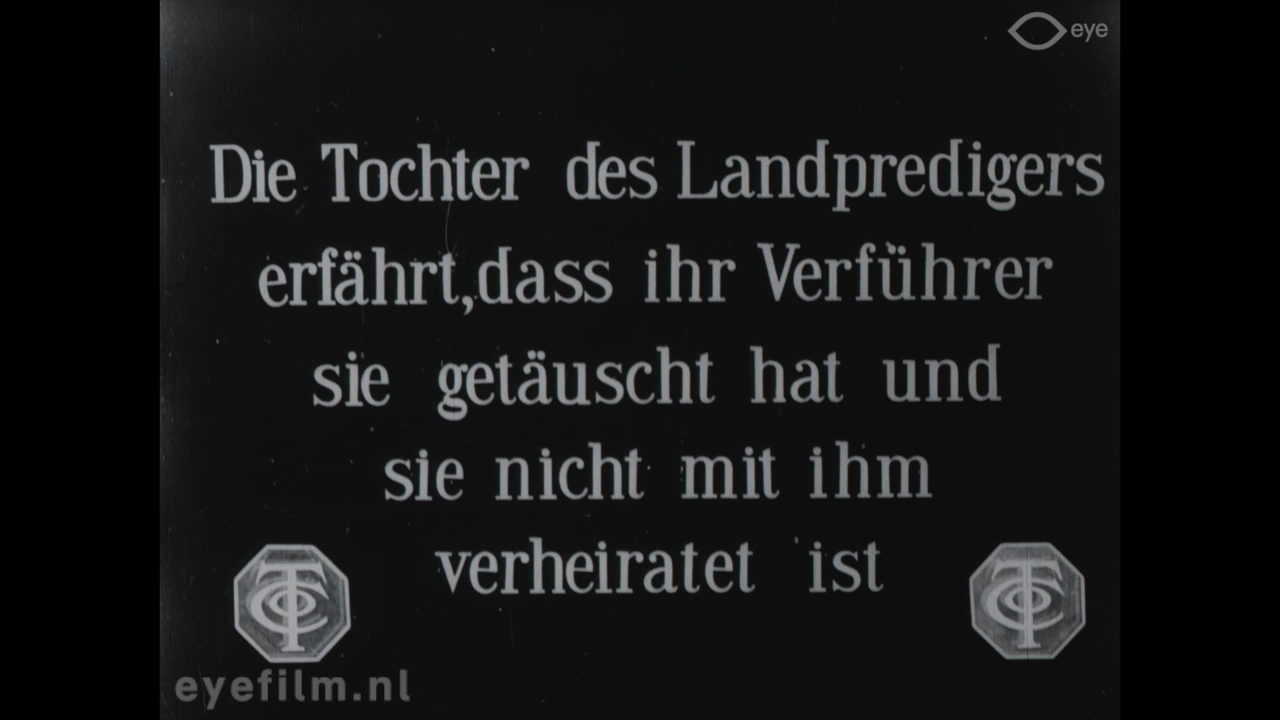 eye
Die Tochter des Landpredigers
erfährt, dass ihr Verführer
sie getäuscht hat und
sie nicht mit ihm
verheiratet ist
eyefilm.nl